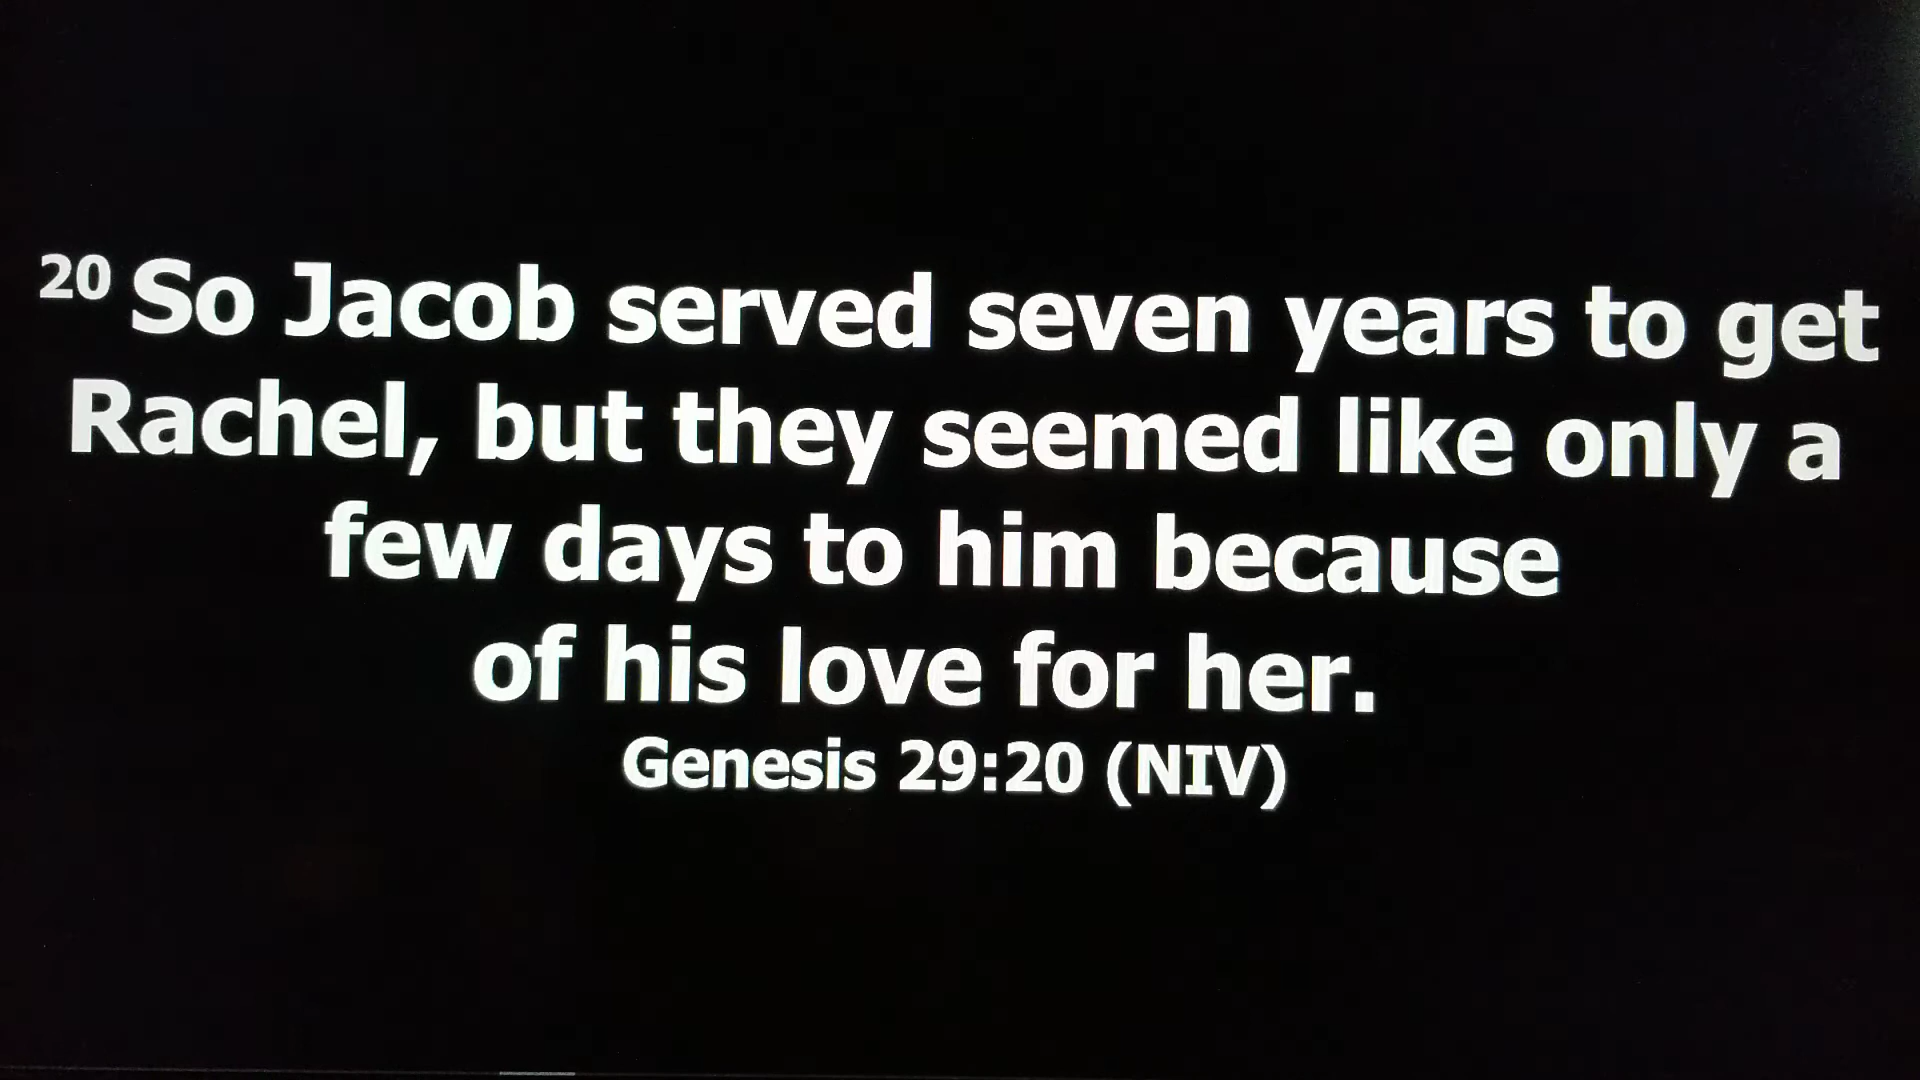 20 So Jacob served seven years to get
Rachel, but they seemed like only a
few days to him because
of his love for her.
Genesis 29:20 (NIV)